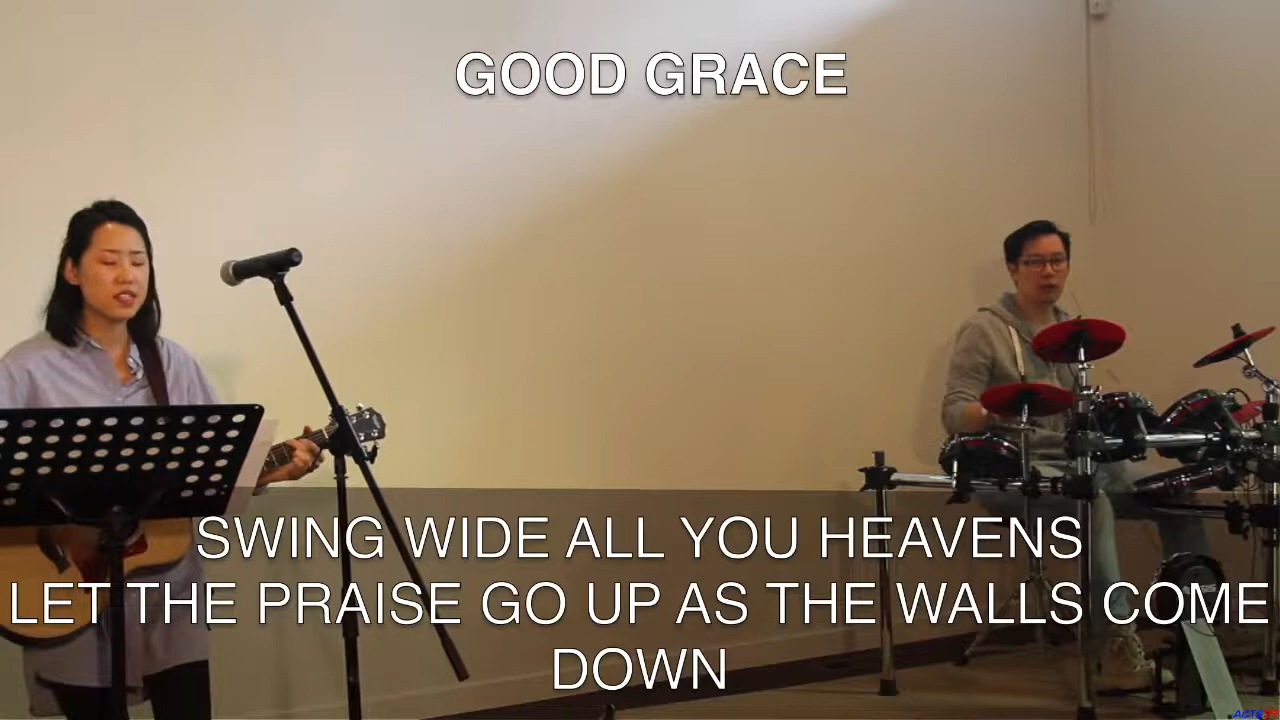 GOOD GRACE
SWING WIDE ALL YOU HEAVENS
LET THE PRAISE GO UP AS THE WALLS COME
DOWN